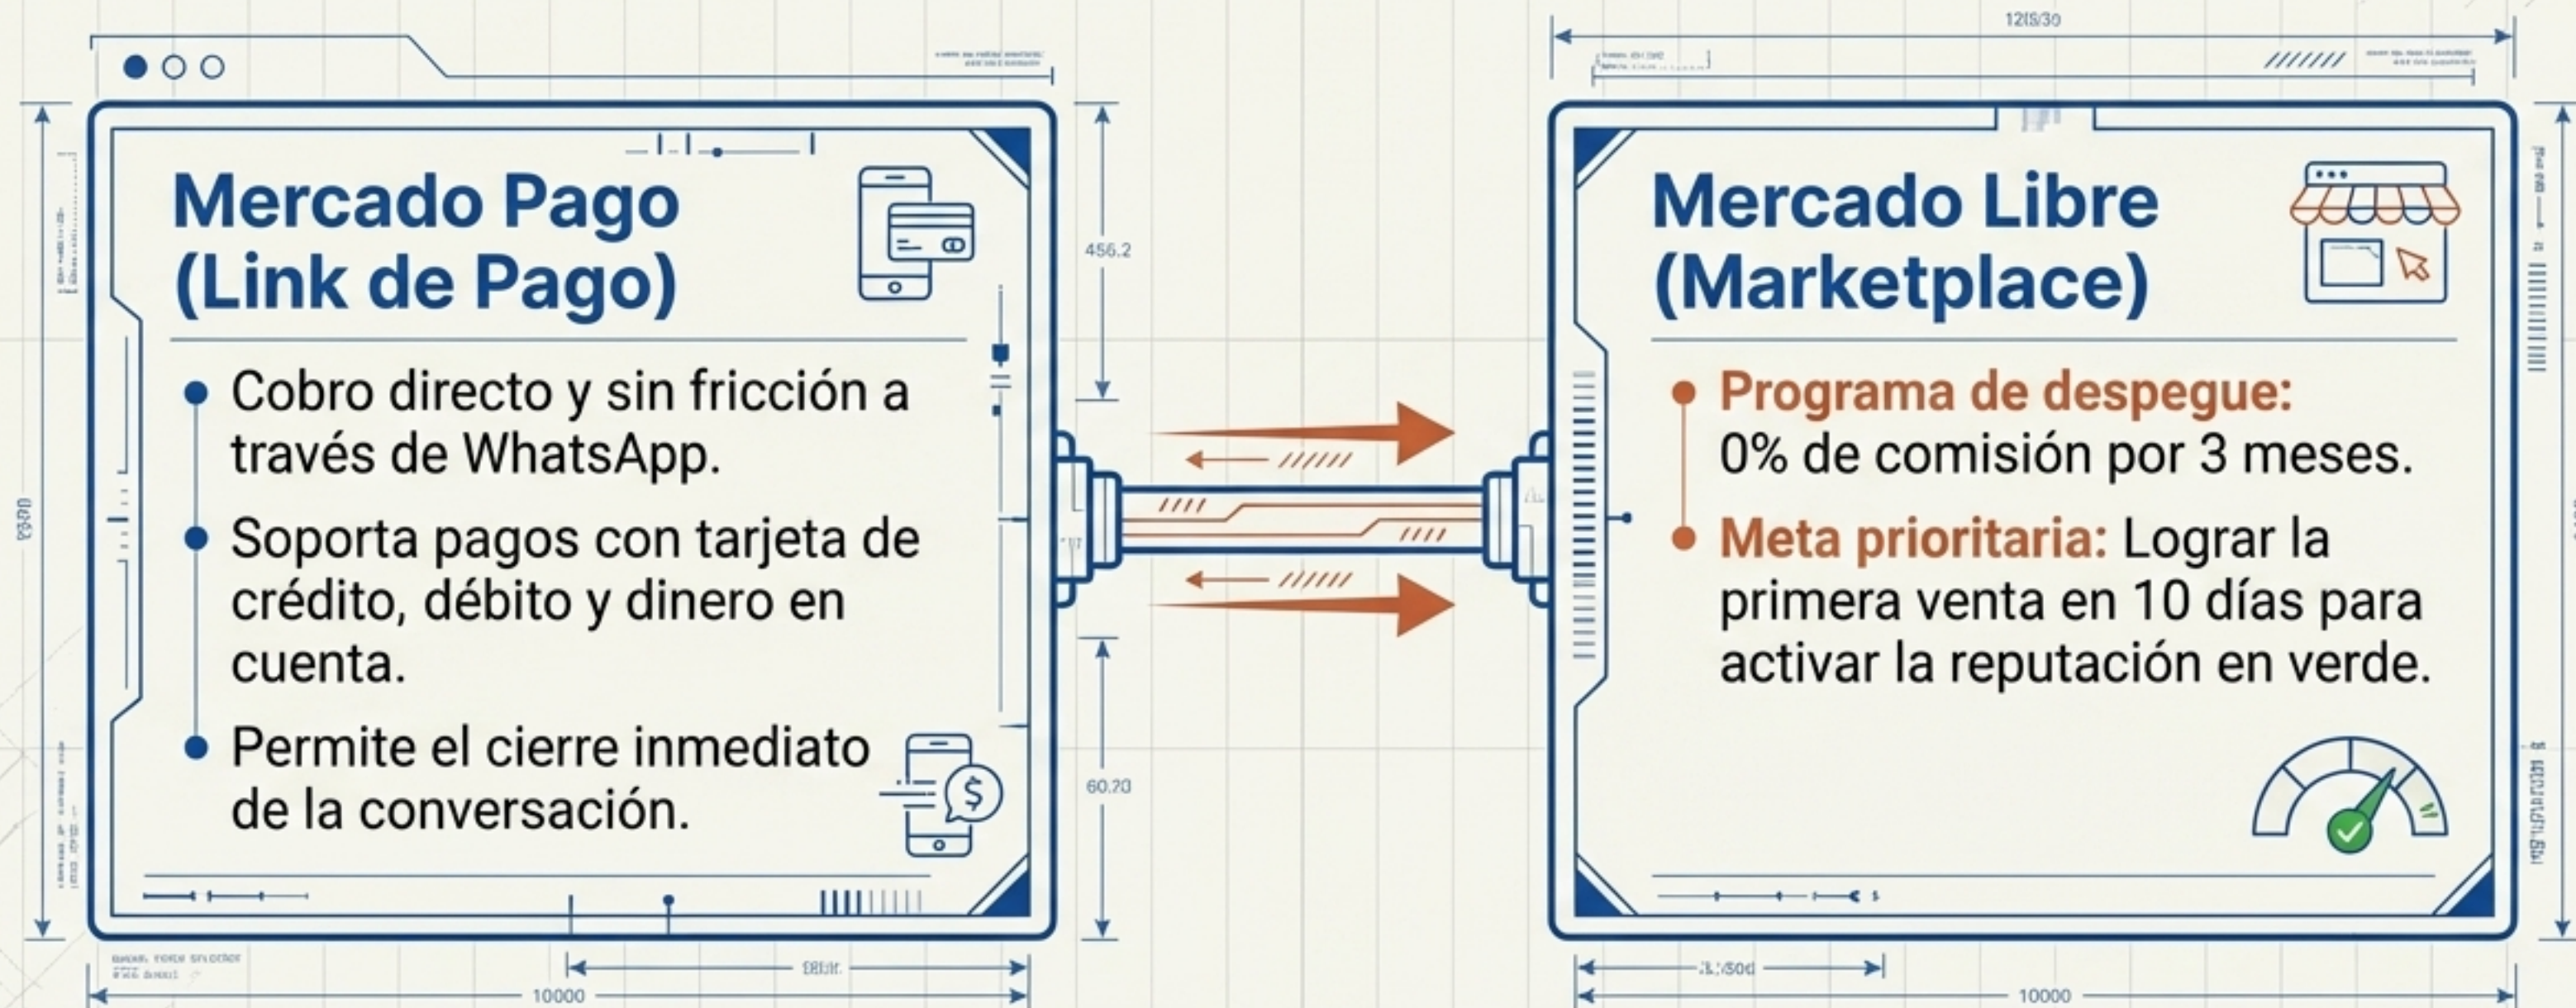 Mercado Pago
(Link de Pago)
Cobro directo y sin fricción a
través de WhatsApp.
Soporta pagos con tarjeta de
crédito, débito y dinero en
cuenta.
Permite el cierre inmediato
de la conversación.
$
10000
456.2
60.20
Mercado Libre
(Marketplace)
Programa de despegue:
0% de comisión por 3 meses.
Meta prioritaria: Lograr la
primera venta en 10 días para
activar la reputación en verde.
10000